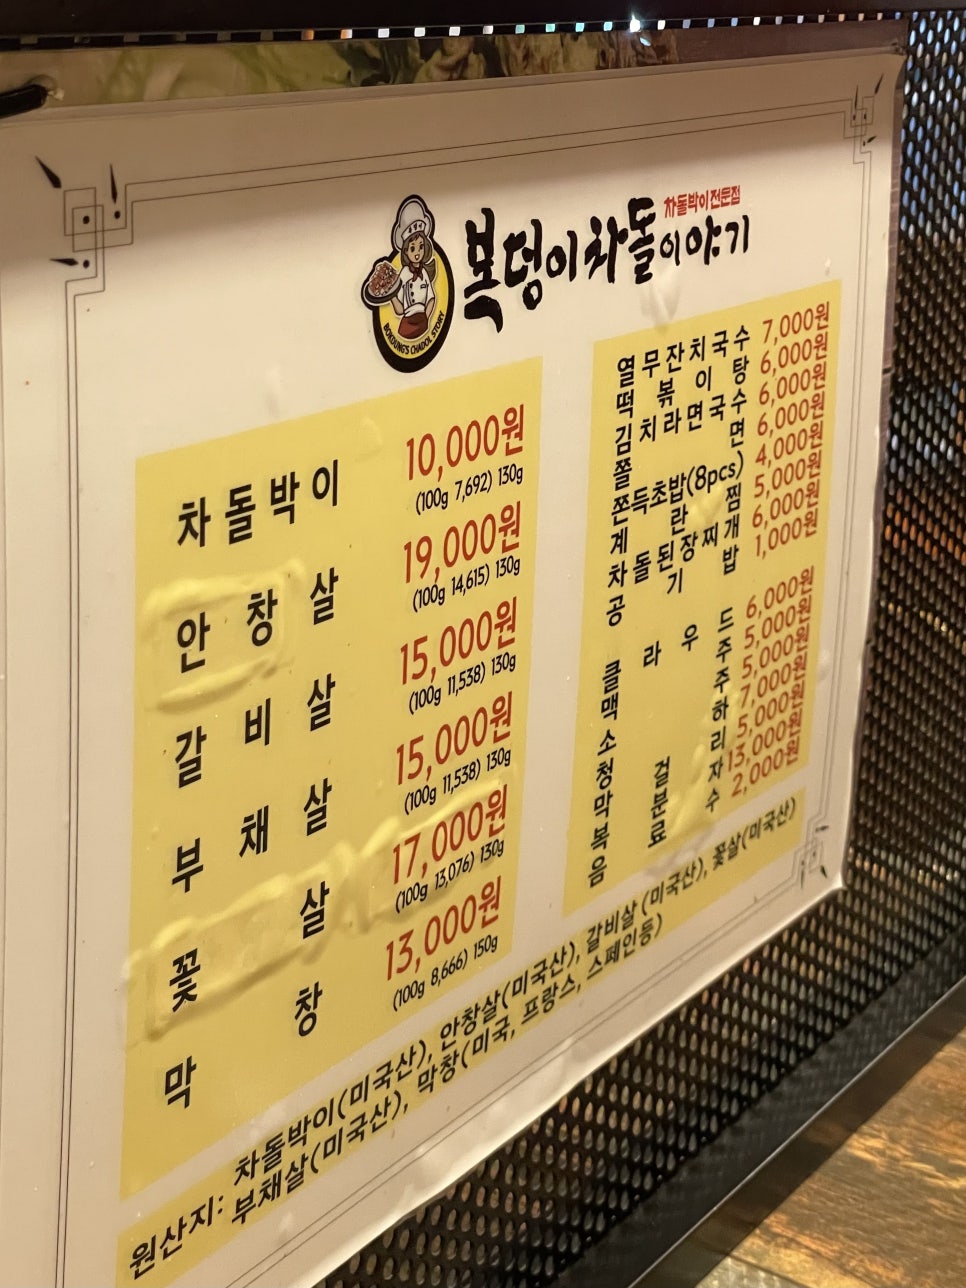 차돌박이전문점
복덩이차돌이야기
BOKDUNG'S CHADOL STORY
차돌박이 10,000원
(100g 7,692) 130g
안창살 19,000원
(100g 14,615) 130g
갈비살 15,000원
(100g 11,538) 130g
부채살 15,000원
(100g 11,538) 130g
꽃살 17,000원
(100g 13,076) 130g
막창 13,000원
(100g 8,666) 150g
열무잔치국수 7,000원
떡볶이탕 6,000원
김치라면국수 6,000원
쫄면 6,000원
쫀득초밥(8pcs) 4,000원
계란찜 5,000원
차돌된장찌개 6,000원
공기밥 1,000원
클라우드 6,000원
맥주 5,000원
소주 5,000원
청하 7,000원
막걸리 5,000원
복분자 13,000원
음료수 2,000원
원산지: 차돌박이(미국산), 안창살(미국산), 갈비살(미국산), 꽃살(미국산)
부채살(미국산), 막창(미국, 프랑스, 스페인등)